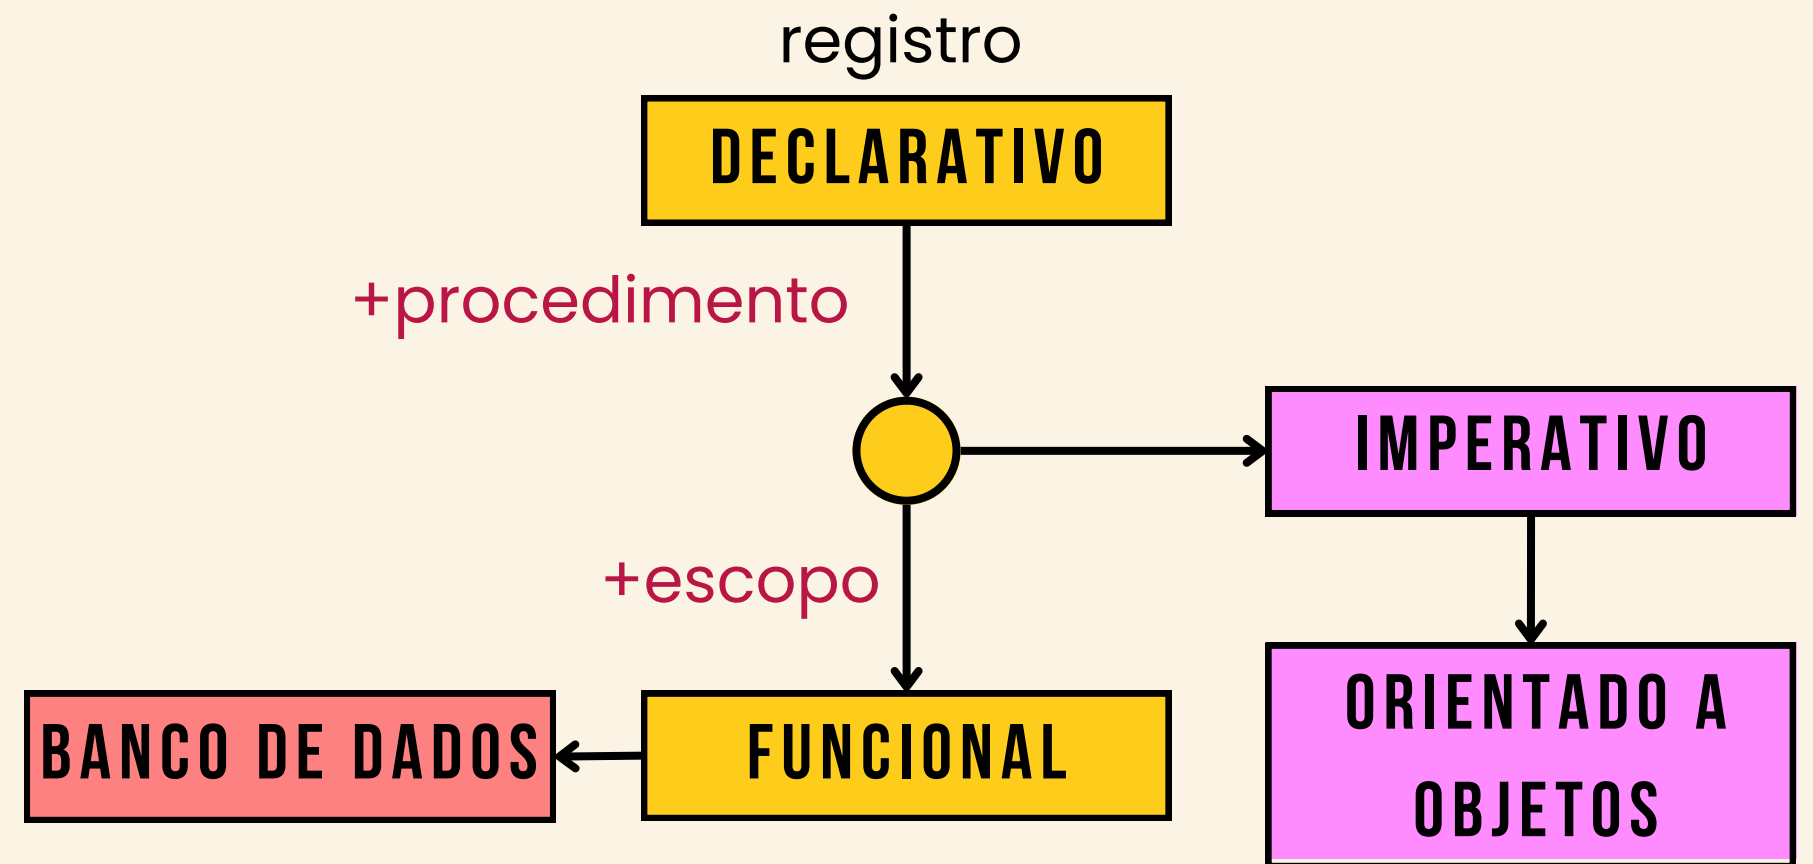 registro
DECLARATIVO
+procedimento
IMPERATIVO
+escopo
BANCO DE DADOS
FUNCIONAL
ORIENTADO A
OBJETOS